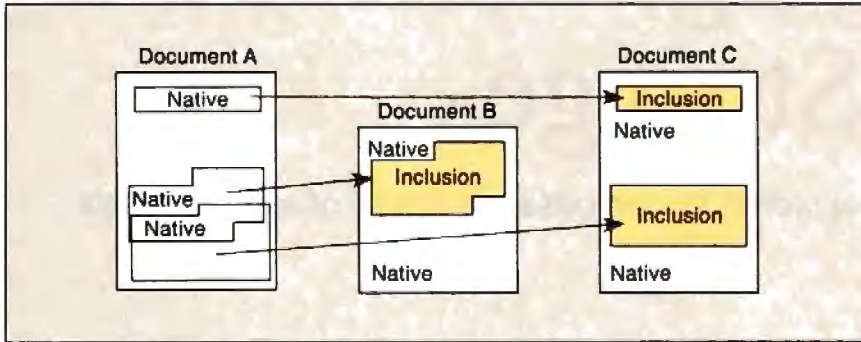 Document A
Native
Native
Native
Document B
Native
Inclusion
Native
Document C
Inclusion
Native
Inclusion
Native